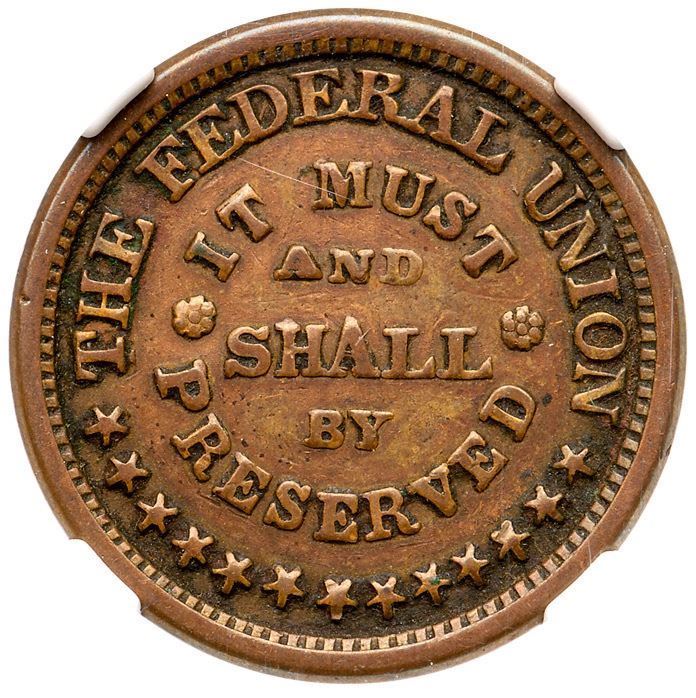 THE FEDERAL UNION
IT MUST
AND
SHALL
BY
PRESERVED